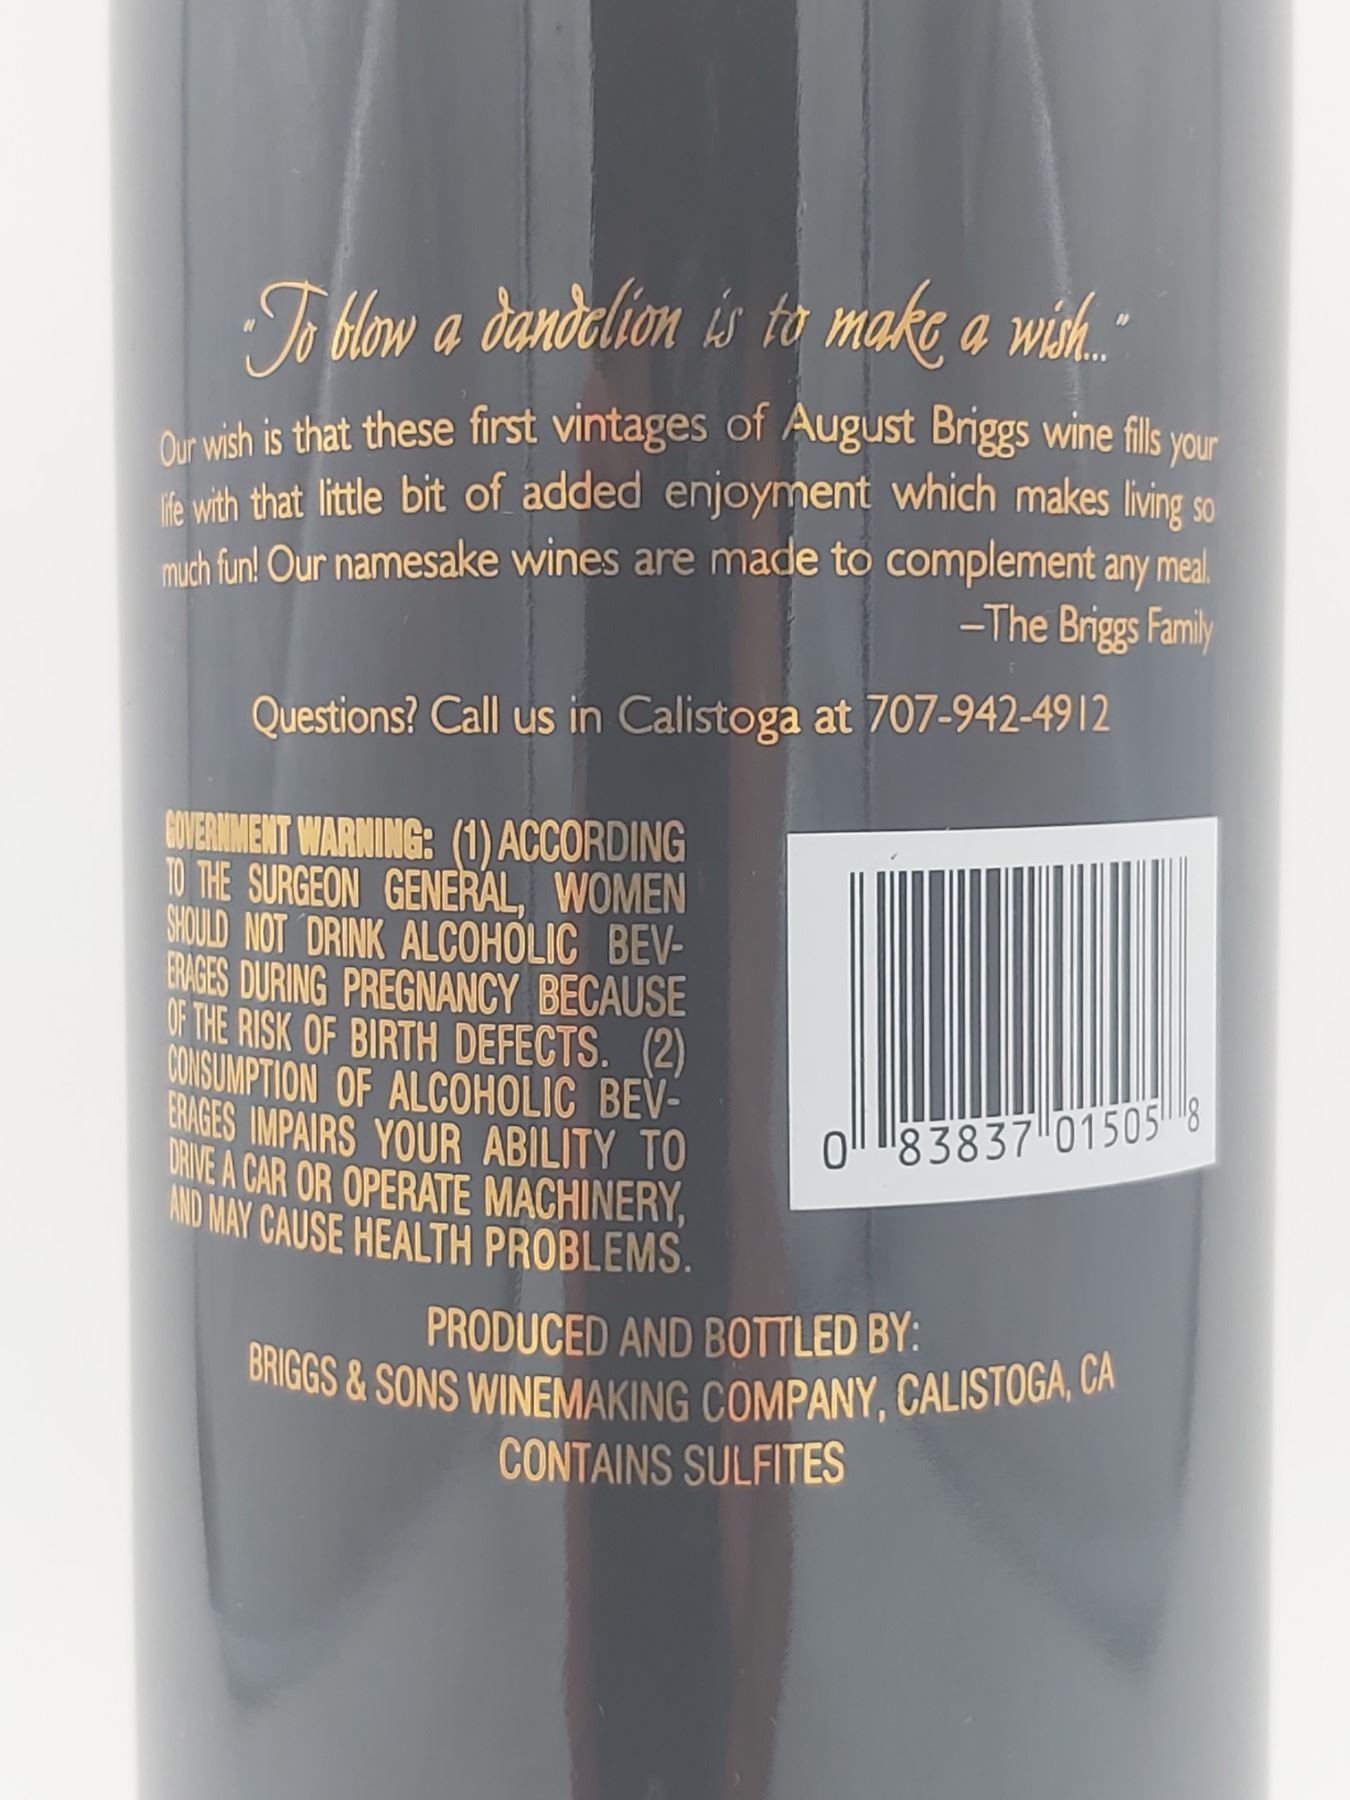 "To blow a dandelion is to make a wish..."
Our wish is that these first vintages of August Briggs wine fills your
life with that little bit of added enjoyment which makes living so
much fun! Our namesake wines are made to complement any meal.
–The Briggs Family
Questions? Call us in Calistoga at 707-942-4912
GOVERNMENT WARNING: (1) ACCORDING
TO THE SURGEON GENERAL, WOMEN
SHOULD NOT DRINK ALCOHOLIC BEV-
ERAGES DURING PREGNANCY BECAUSE
OF THE RISK OF BIRTH DEFECTS. (2)
CONSUMPTION OF ALCOHOLIC BEV-
ERAGES IMPAIRS YOUR ABILITY TO
DRIVE A CAR OR OPERATE MACHINERY,
AND MAY CAUSE HEALTH PROBLEMS.
0 83837 01505 8
PRODUCED AND BOTTLED BY:
BRIGGS & SONS WINEMAKING COMPANY, CALISTOGA, CA
CONTAINS SULFITES